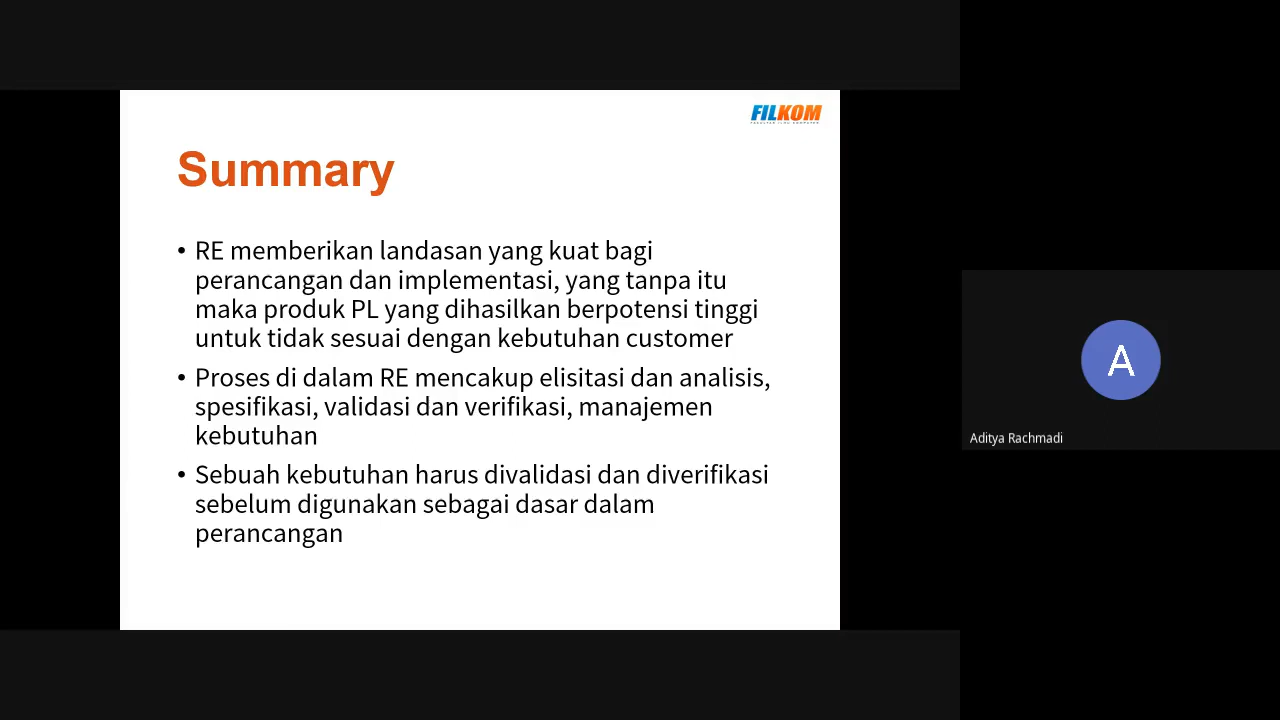 FILKOM
Summary
• RE memberikan landasan yang kuat bagi
perancangan dan implementasi, yang tanpa itu
maka produk PL yang dihasilkan berpotensi tinggi
untuk tidak sesuai dengan kebutuhan customer
• Proses di dalam RE mencakup elisitasi dan analisis,
spesifikasi, validasi dan verifikasi, manajemen
kebutuhan
• Sebuah kebutuhan harus divalidasi dan diverifikasi
sebelum digunakan sebagai dasar dalam
perancangan
A
Aditya Rachmadi